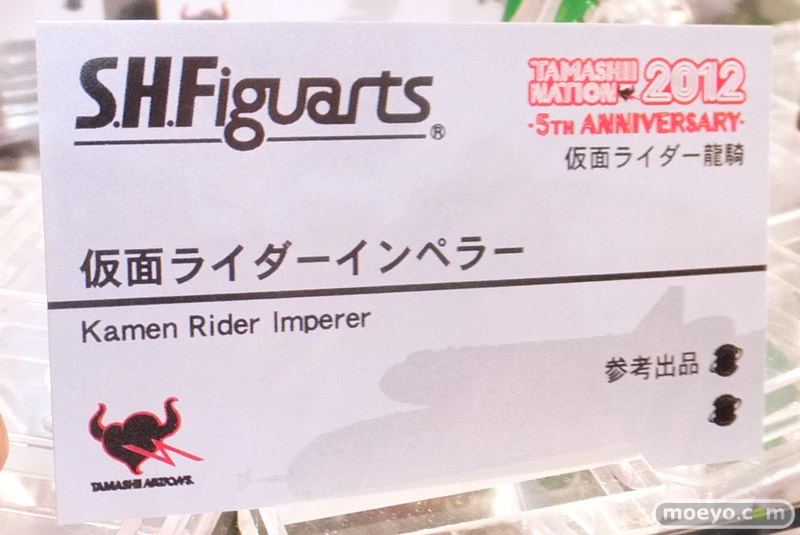 S.H.Figuarts®
TAMASHII
NATION 2012
·5TH ANNIVERSARY·
仮面ライダー龍騎
仮面ライダーインペラー
Kamen Rider Imperer
参考出品
TAMASHII NATIONS
moeyo.com